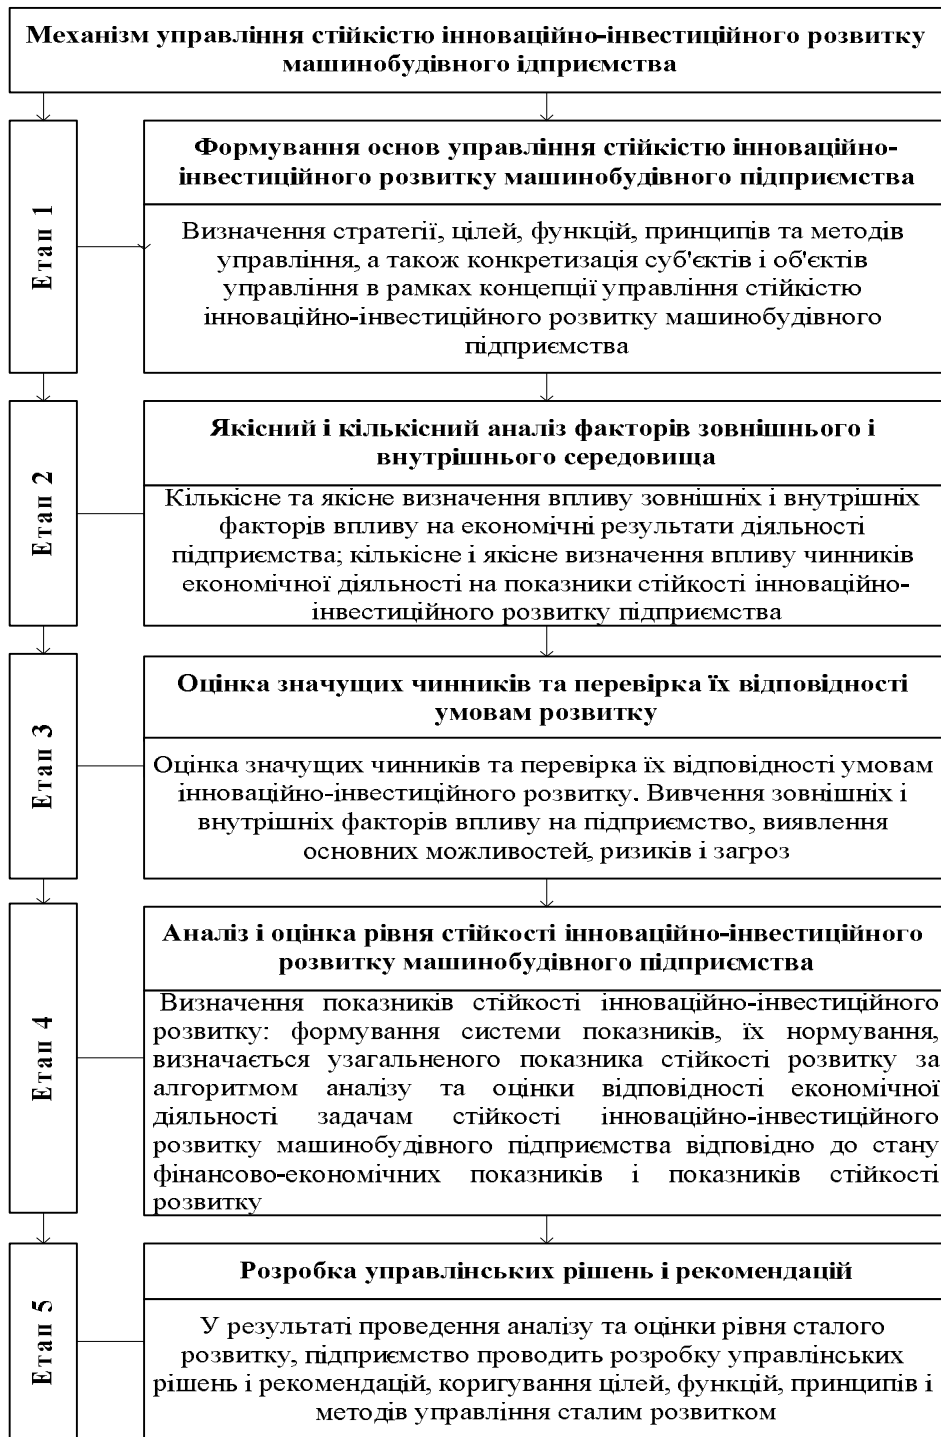 Механізм управління стійкістю інноваційно-інвестиційного розвитку
машинобудівного ідприємства
Етап 1
Формування основ управління стійкістю інноваційно-
інвестиційного розвитку машинобудівного підприємства
Визначення стратегії, цілей, функцій, принципів та методів
управління, а також конкретизація суб'єктів і об'єктів
управління в рамках концепції управління стійкістю
інноваційно-інвестиційного розвитку машинобудівного
підприємства
Етап 2
Якісний і кількісний аналіз факторів зовнішнього і
внутрішнього середовища
Кількісне та якісне визначення впливу зовнішніх і внутрішніх
факторів впливу на економічні результати діяльності
підприємства; кількісне і якісне визначення впливу чинників
економічної діяльності на показники стійкості інноваційно-
інвестиційного розвитку підприємства
Етап 3
Оцінка значущих чинників та перевірка їх відповідності
умовам розвитку
Оцінка значущих чинників та перевірка їх відповідності умовам
інноваційно-інвестиційного розвитку. Вивчення зовнішніх і
внутрішніх факторів впливу на підприємство, виявлення
основних можливостей, ризиків і загроз
Етап 4
Аналіз і оцінка рівня стійкості інноваційно-інвестиційного
розвитку машинобудівного підприємства
Визначення показників стійкості інноваційно-інвестиційного
розвитку: формування системи показників, їх нормування,
визначається узагальненого показника стійкості розвитку за
алгоритмом аналізу та оцінки відповідності економічної
діяльності задачам стійкості інноваційно-інвестиційного
розвитку машинобудівного підприємства відповідно до стану
фінансово-економічних показників і показників стійкості
розвитку
Етап 5
Розробка управлінських рішень і рекомендацій
У результаті проведення аналізу та оцінки рівня сталого
розвитку, підприємство проводить розробку управлінських
рішень і рекомендацій, коригування цілей, функцій, принципів і
методів управління сталим розвитком